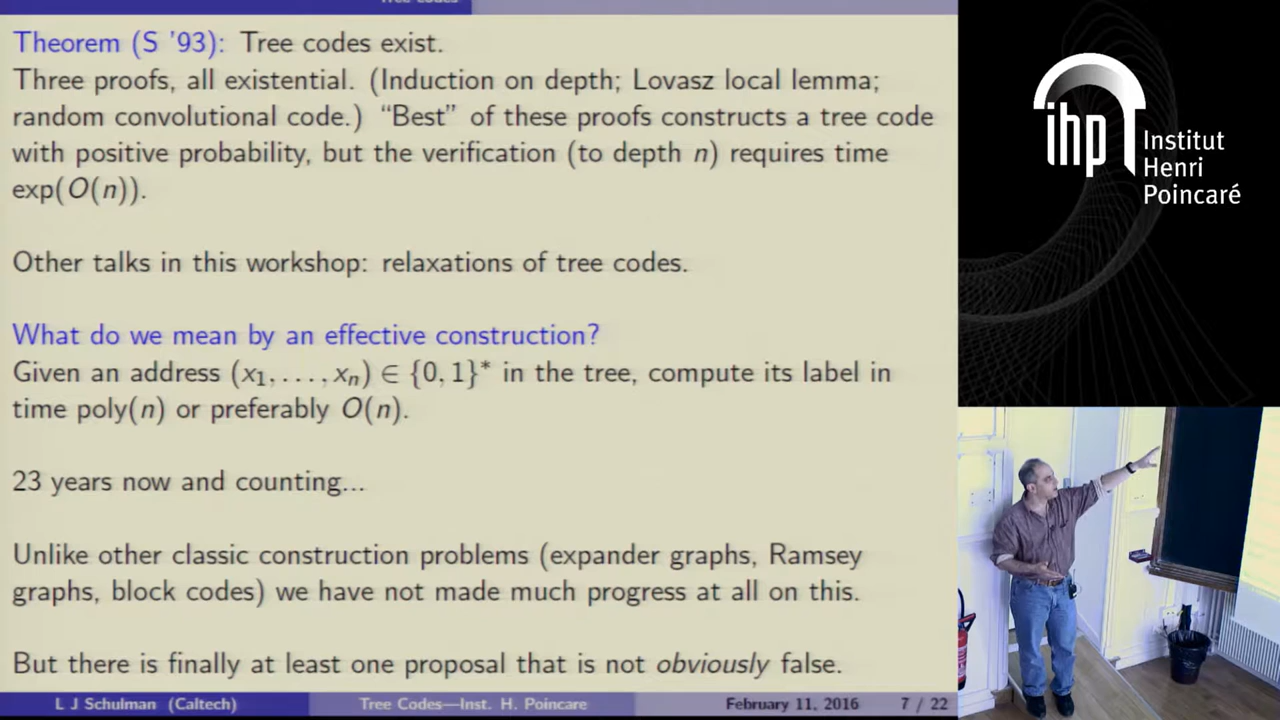 Tree codes
Theorem (S '93): Tree codes exist.
Three proofs, all existential. (Induction on depth; Lovasz local lemma;
random convolutional code.) “Best” of these proofs constructs a tree code
with positive probability, but the verification (to depth n) requires time
exp(O(n)).
Other talks in this workshop: relaxations of tree codes.
What do we mean by an effective construction?
Given an address (x₁, . . . , xₙ) ∈ {0, 1}* in the tree, compute its label in
time poly(n) or preferably O(n).
23 years now and counting...
Unlike other classic construction problems (expander graphs, Ramsey
graphs, block codes) we have not made much progress at all on this.
But there is finally at least one proposal that is not obviously false.
L J Schulman (Caltech) Tree Codes—Inst. H. Poincare February 11, 2016 7 / 22
ihp
Institut
Henri
Poincaré